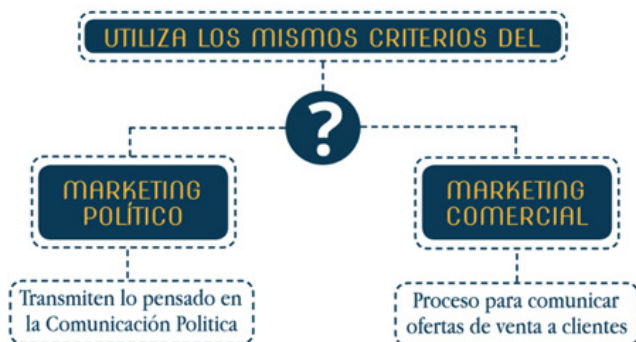 UTILIZA LOS MISMOS CRITERIOS DEL
?
MARKETING
POLÍTICO
MARKETING
COMERCIAL
Transmiten lo pensado en
la Comunicación Politica
Proceso para comunicar
ofertas de venta a clientes